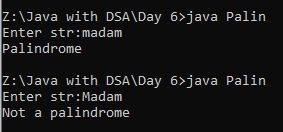 Z:\Java with DSA\Day 6>java Palin
Enter str:madam
Palindrome
Z:\Java with DSA\Day 6>java Palin
Enter str:Madam
Not a palindrome